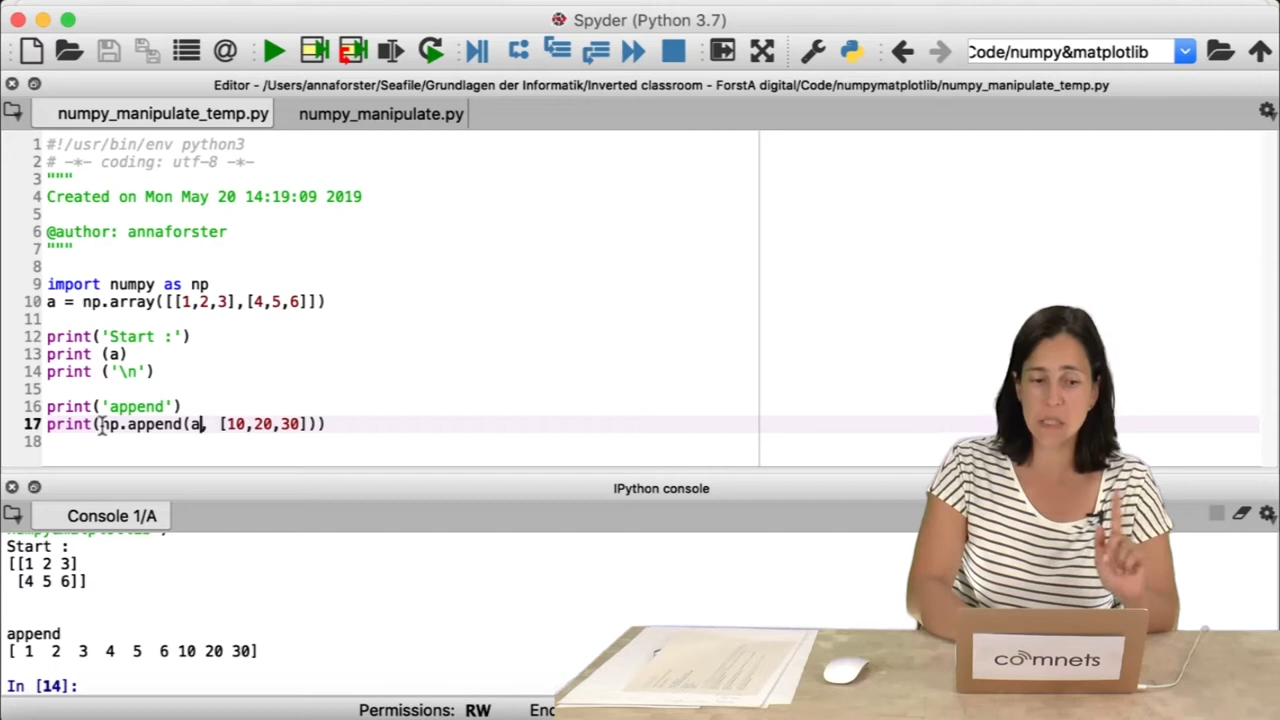 Spyder (Python 3.7)
Code/numpy&matplotlib
Editor - /Users/annaforster/Seafile/Grundlagen der Informatik/Inverted classroom - ForstA digital/Code/numpymatplotlib/numpy_manipulate_temp.py
numpy_manipulate_temp.py
numpy_manipulate.py
1 #!/usr/bin/env python3
2 # -*- coding: utf-8 -*-
3 """
4 Created on Mon May 20 14:19:09 2019
5
6 @author: annaforster
7 """
8
9 import numpy as np
10 a = np.array([[1,2,3],[4,5,6]])
11
12 print('Start :')
13 print (a)
14 print ('\n')
15
16 print('append')
17 print(np.append(a, [10,20,30]))
18
IPython console
Console 1/A
Start :
[[1 2 3]
[4 5 6]]
append
[ 1 2 3 4 5 6 10 20 30]
In [14]:
Permissions: RW
comnets